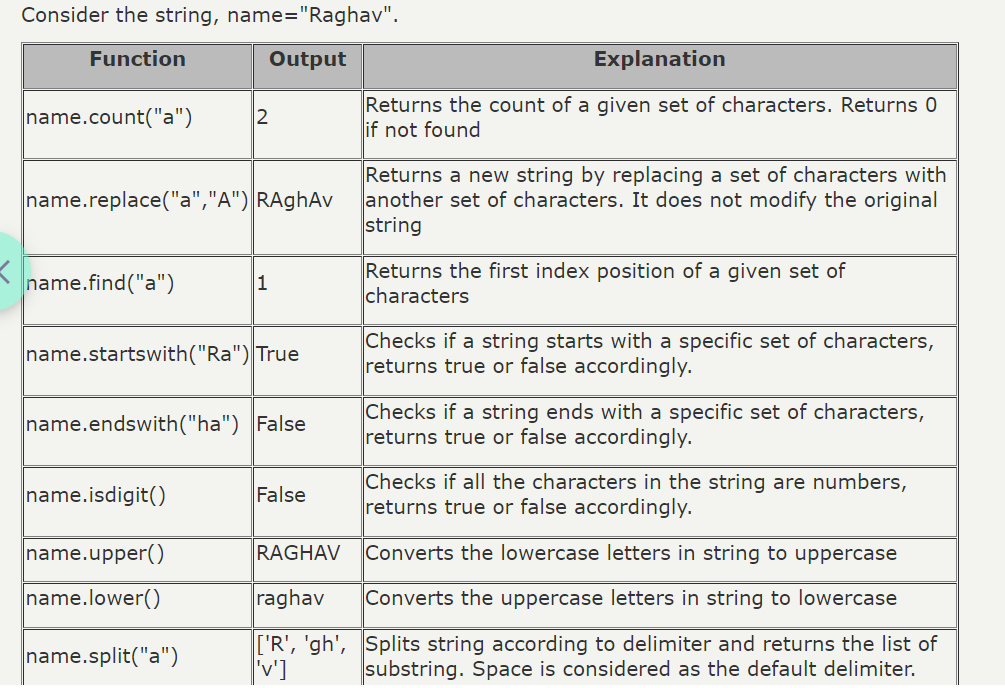 Consider the string, name="Raghav".
Function Output Explanation
name.count("a") 2 Returns the count of a given set of characters. Returns 0
if not found
name.replace("a","A") RAghAv Returns a new string by replacing a set of characters with
another set of characters. It does not modify the original
string
name.find("a") 1 Returns the first index position of a given set of
characters
name.startswith("Ra") True Checks if a string starts with a specific set of characters,
returns true or false accordingly.
name.endswith("ha") False Checks if a string ends with a specific set of characters,
returns true or false accordingly.
name.isdigit() False Checks if all the characters in the string are numbers,
returns true or false accordingly.
name.upper() RAGHAV Converts the lowercase letters in string to uppercase
name.lower() raghav Converts the uppercase letters in string to lowercase
name.split("a") ['R', 'gh', 'v'] Splits string according to delimiter and returns the list of
substring. Space is considered as the default delimiter.